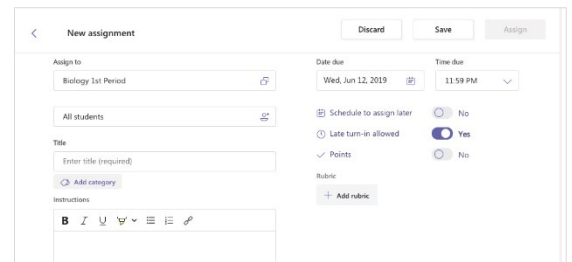 New assignment
Discard
Save
Assign
Assign to
Biology 1st Period
All students
Title
Enter title (required)
Add category
Instructions
B I U
Date due
Time due
Wed, Jun 12, 2019
11:59 PM
Schedule to assign later
No
Late turn-in allowed
Yes
Points
No
Rubric
+ Add rubric